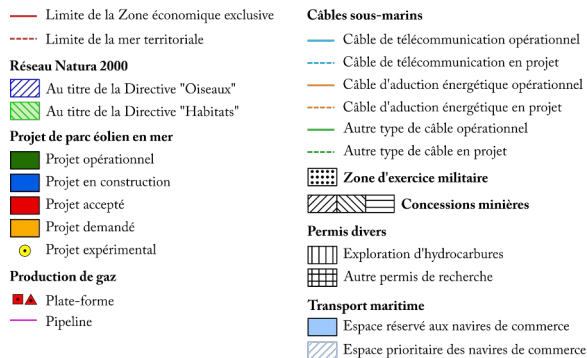 Limite de la Zone économique exclusive
Limite de la mer territoriale
Réseau Natura 2000
Au titre de la Directive "Oiseaux"
Au titre de la Directive "Habitats"
Projet de parc éolien en mer
Projet opérationnel
Projet en construction
Projet accepté
Projet demandé
Projet expérimental
Production de gaz
Plate-forme
Pipeline
Câbles sous-marins
Câble de télécommunication opérationnel
Câble de télécommunication en projet
Câble d'aduction énergétique opérationnel
Câble d'aduction énergétique en projet
Autre type de câble opérationnel
Autre type de câble en projet
Zone d'exercice militaire
Concessions minières
Permis divers
Exploration d'hydrocarbures
Autre permis de recherche
Transport maritime
Espace réservé aux navires de commerce
Espace prioritaire des navires de commerce